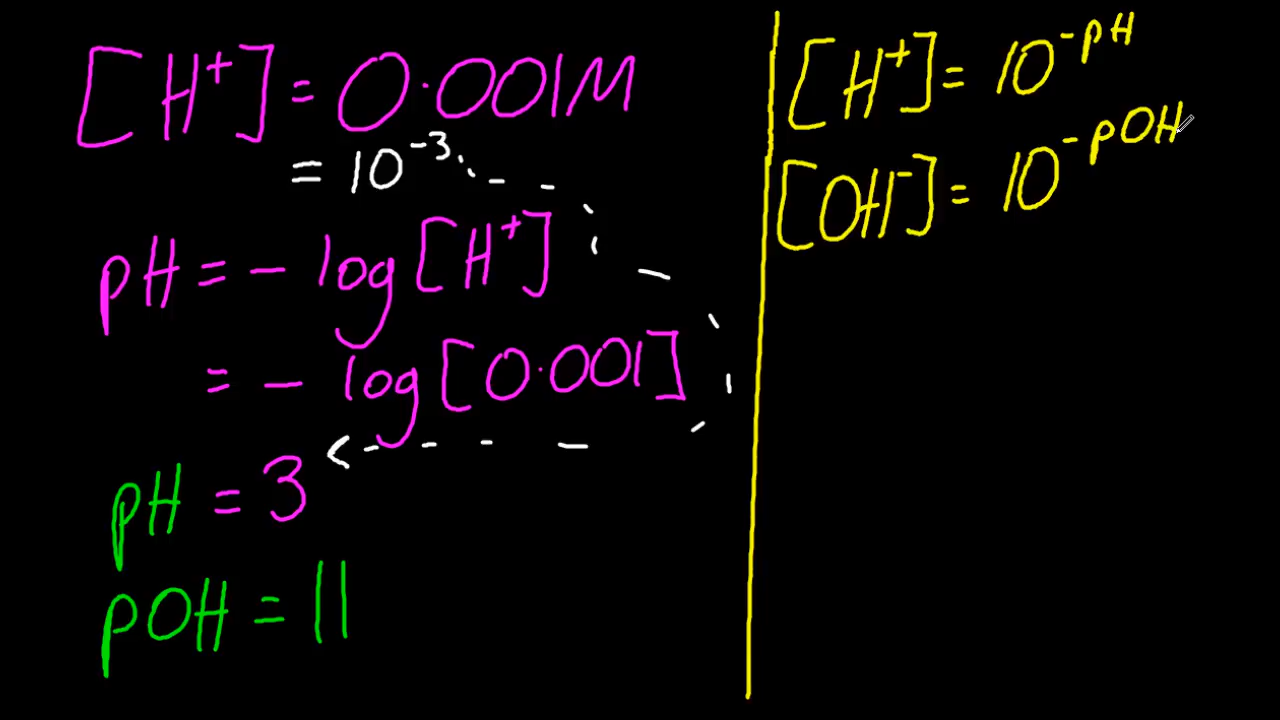 [H⁺] = 0.001M
= 10⁻³
pH = - log[H⁺]
= - log[0.001]
pH = 3
pOH = 11
[H⁺] = 10⁻ᵖᴴ
[OH⁻] = 10⁻ᵖᴼᴴ